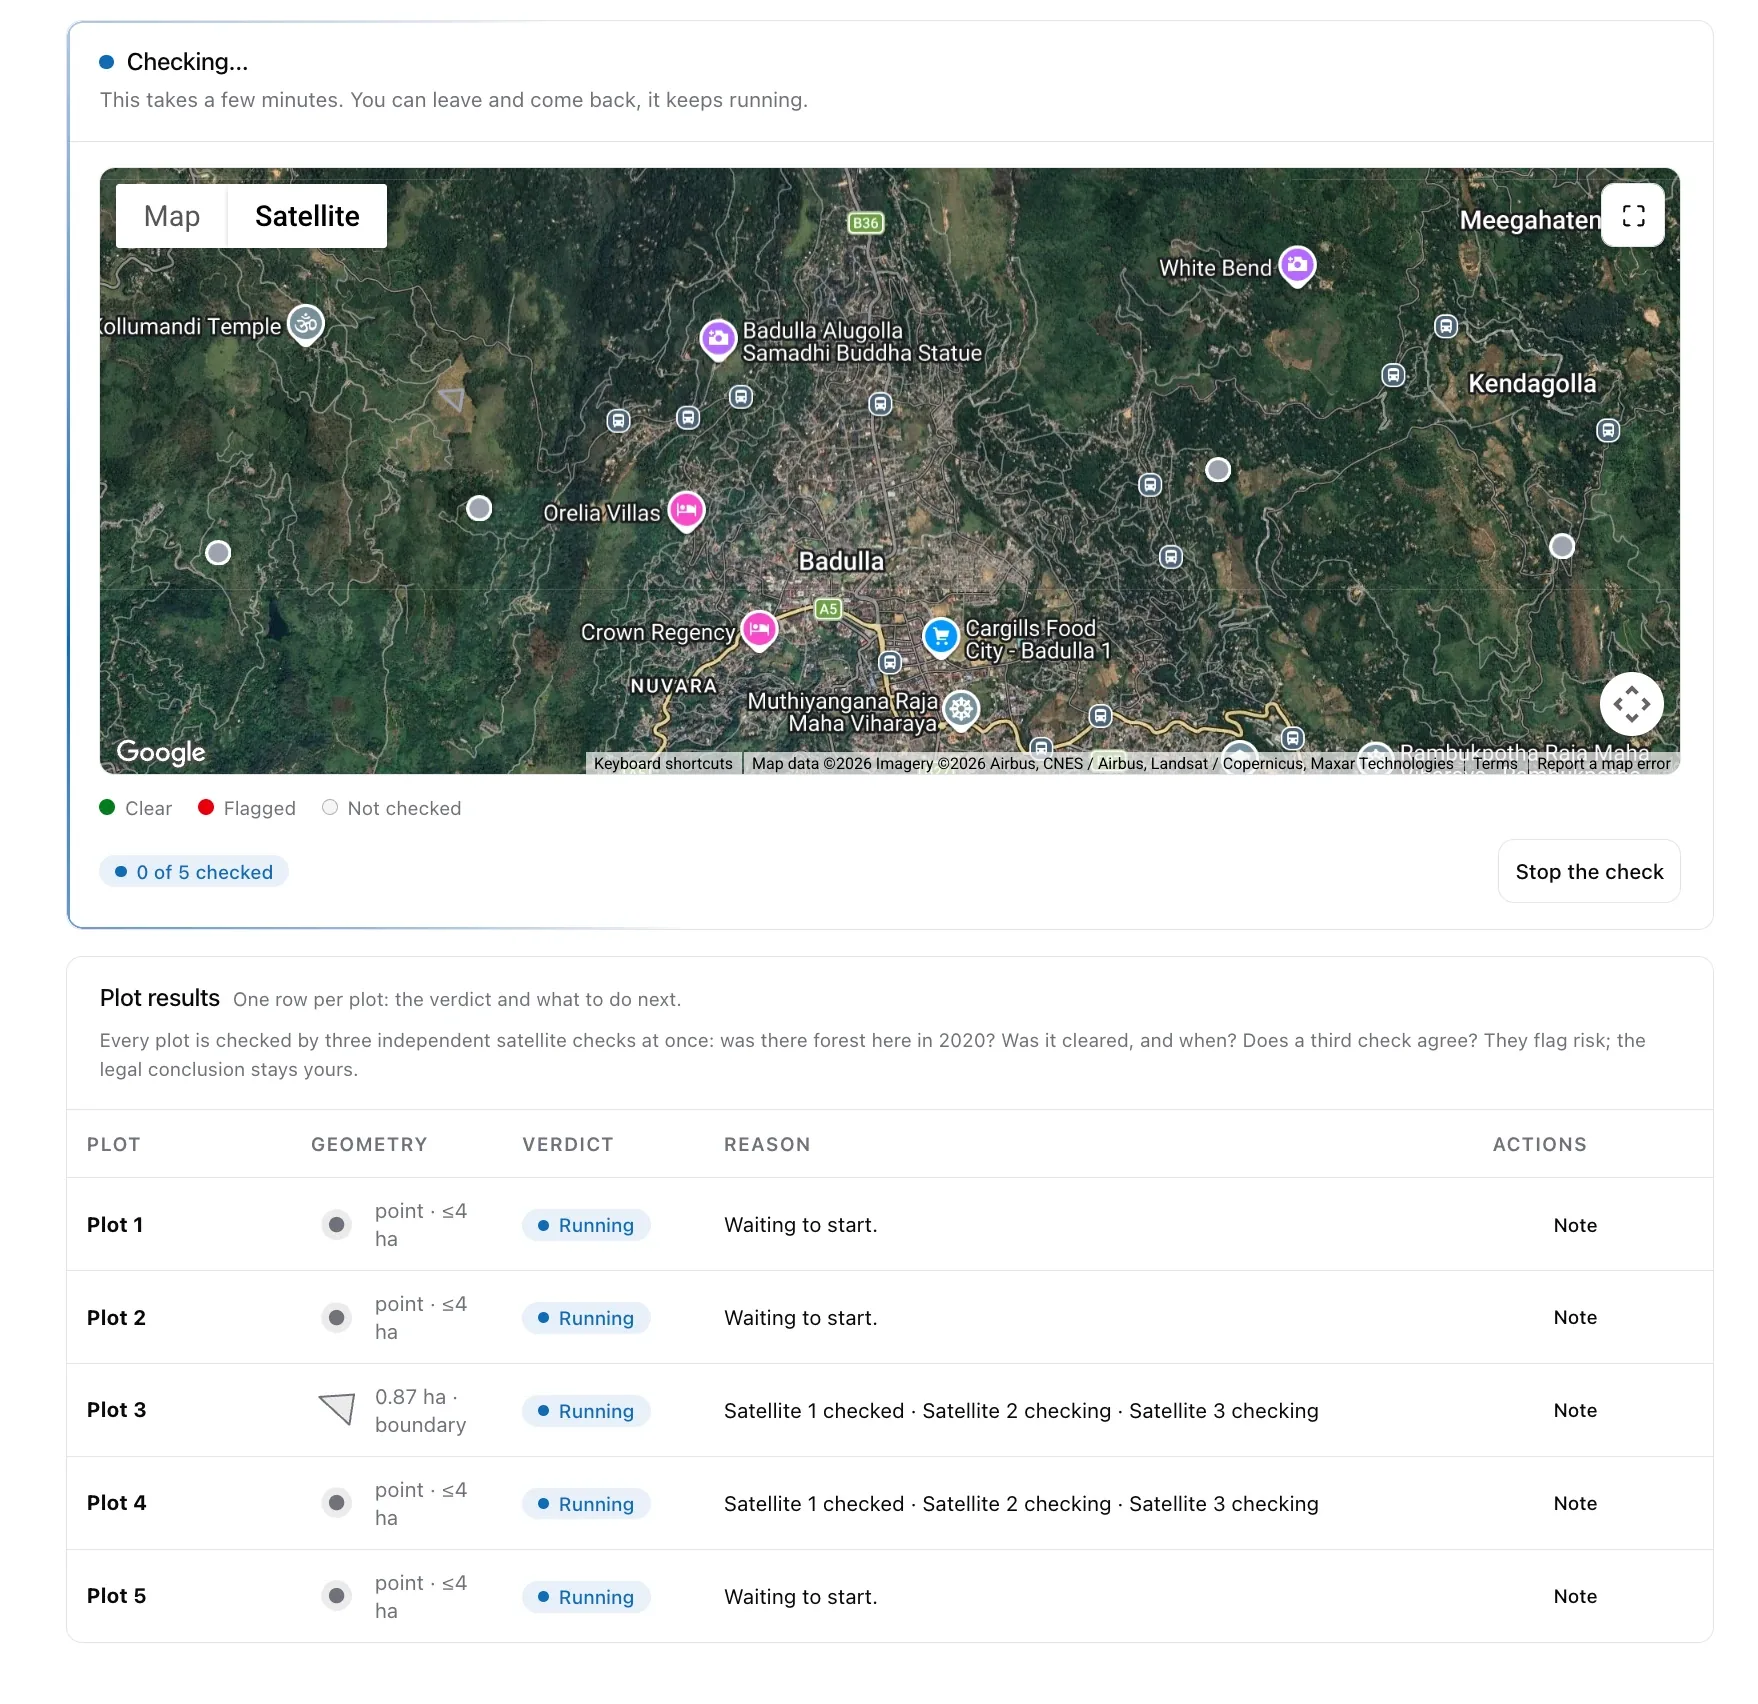 Checking...
This takes a few minutes. You can leave and come back, it keeps running.
Map
Satellite
B36
Meegahaten
White Bend
Kollumandi Temple
Badulla Alugolla
Samadhi Buddha Statue
Kendagolla
Orelia Villas
Badulla
A5
Crown Regency
Cargills Food
City - Badulla 1
NUVARA
Muthiyangana Raja
Maha Viharaya
Rambukpotha Raja Maha
Google
Keyboard shortcuts
Map data ©2026 Imagery ©2026 Airbus, CNES / Airbus, Landsat / Copernicus, Maxar Technologies
Terms
Report a map error
Clear
Flagged
Not checked
0 of 5 checked
Stop the check
Plot results One row per plot: the verdict and what to do next.
Every plot is checked by three independent satellite checks at once: was there forest here in 2020? Was it cleared, and when? Does a third check agree? They flag risk; the
legal conclusion stays yours.
PLOT GEOMETRY VERDICT REASON ACTIONS
Plot 1 point · ≤4
ha Running Waiting to start. Note
Plot 2 point · ≤4
ha Running Waiting to start. Note
Plot 3 0.87 ha ·
boundary Running Satellite 1 checked · Satellite 2 checking · Satellite 3 checking Note
Plot 4 point · ≤4
ha Running Satellite 1 checked · Satellite 2 checking · Satellite 3 checking Note
Plot 5 point · ≤4
ha Running Waiting to start. Note